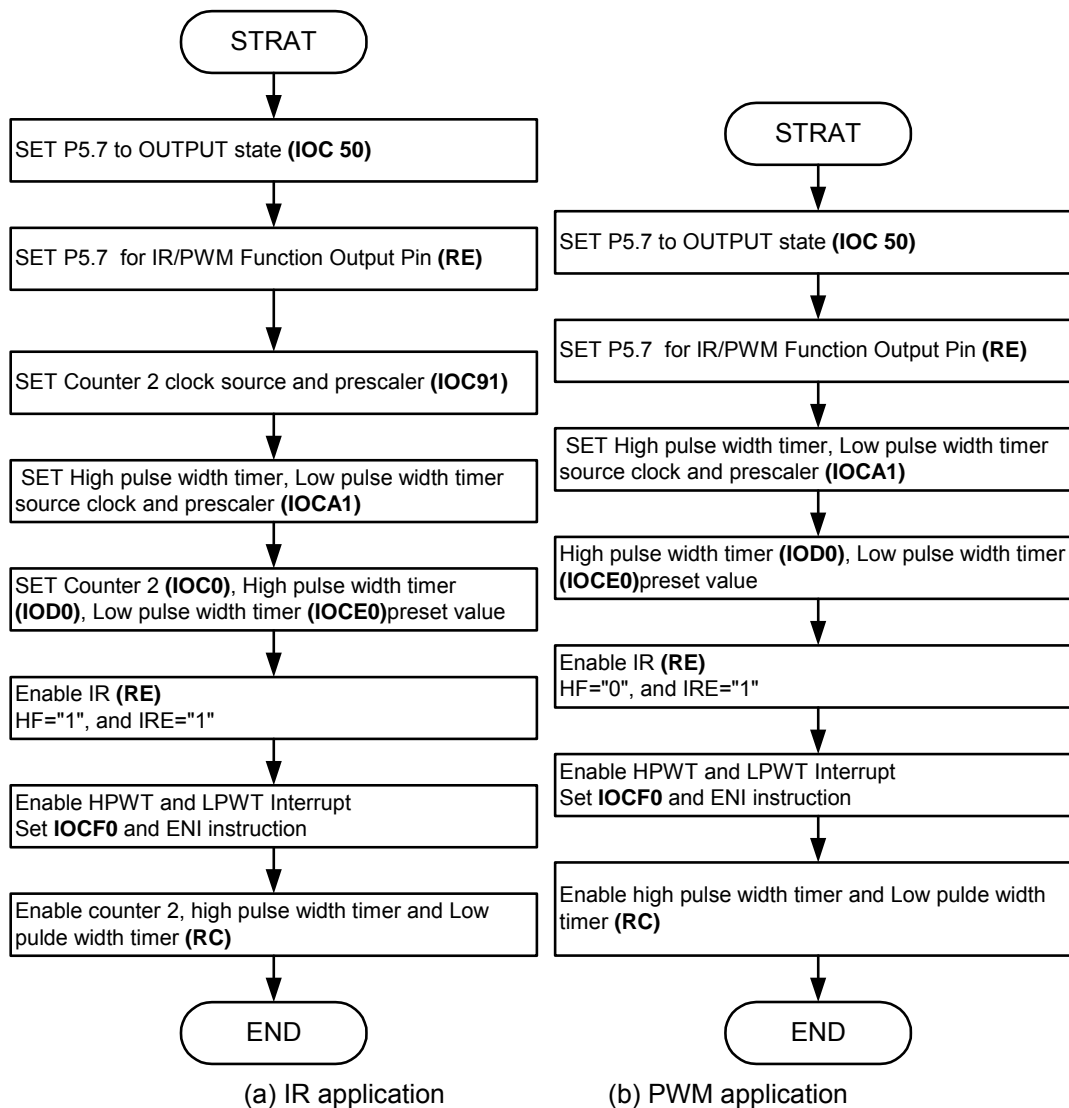 STRAT
SET P5.7 to OUTPUT state (IOC 50)
SET P5.7 for IR/PWM Function Output Pin (RE)
SET Counter 2 clock source and prescaler (IOC91)
SET High pulse width timer, Low pulse width timer
source clock and prescaler (IOCA1)
SET Counter 2 (IOC0), High pulse width timer
(IOD0), Low pulse width timer (IOCE0)preset value
Enable IR (RE)
HF="1", and IRE="1"
Enable HPWT and LPWT Interrupt
Set IOCF0 and ENI instruction
Enable counter 2, high pulse width timer and Low
pulde width timer (RC)
END
(a) IR application
STRAT
SET P5.7 to OUTPUT state (IOC 50)
SET P5.7 for IR/PWM Function Output Pin (RE)
SET High pulse width timer, Low pulse width timer
source clock and prescaler (IOCA1)
High pulse width timer (IOD0), Low pulse width timer
(IOCE0)preset value
Enable IR (RE)
HF="0", and IRE="1"
Enable HPWT and LPWT Interrupt
Set IOCF0 and ENI instruction
Enable high pulse width timer and Low pulde width
timer (RC)
END
(b) PWM application